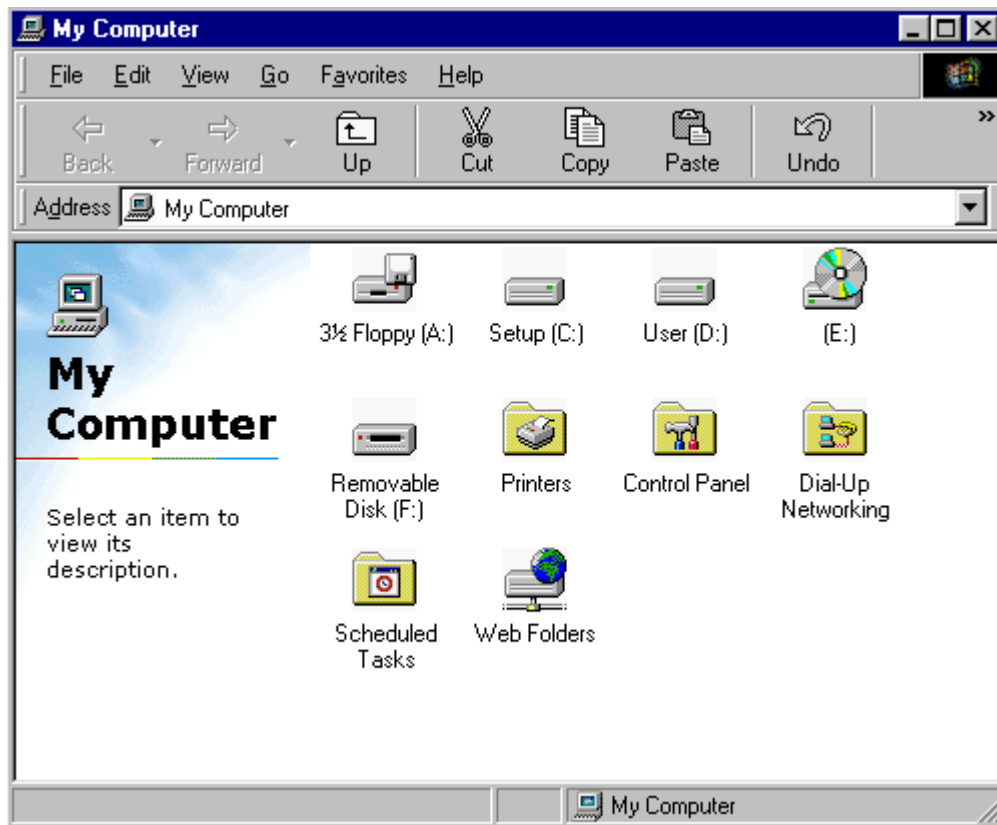 My Computer
File Edit View Go Favorites Help
Back Forward Up Cut Copy Paste Undo »
Address My Computer
My
Computer
Select an item to
view its
description.
3½ Floppy (A:) Setup (C:) User (D:) (E:)
Removable
Disk (F:)
Printers
Control Panel
Dial-Up
Networking
Scheduled
Tasks
Web Folders
My Computer